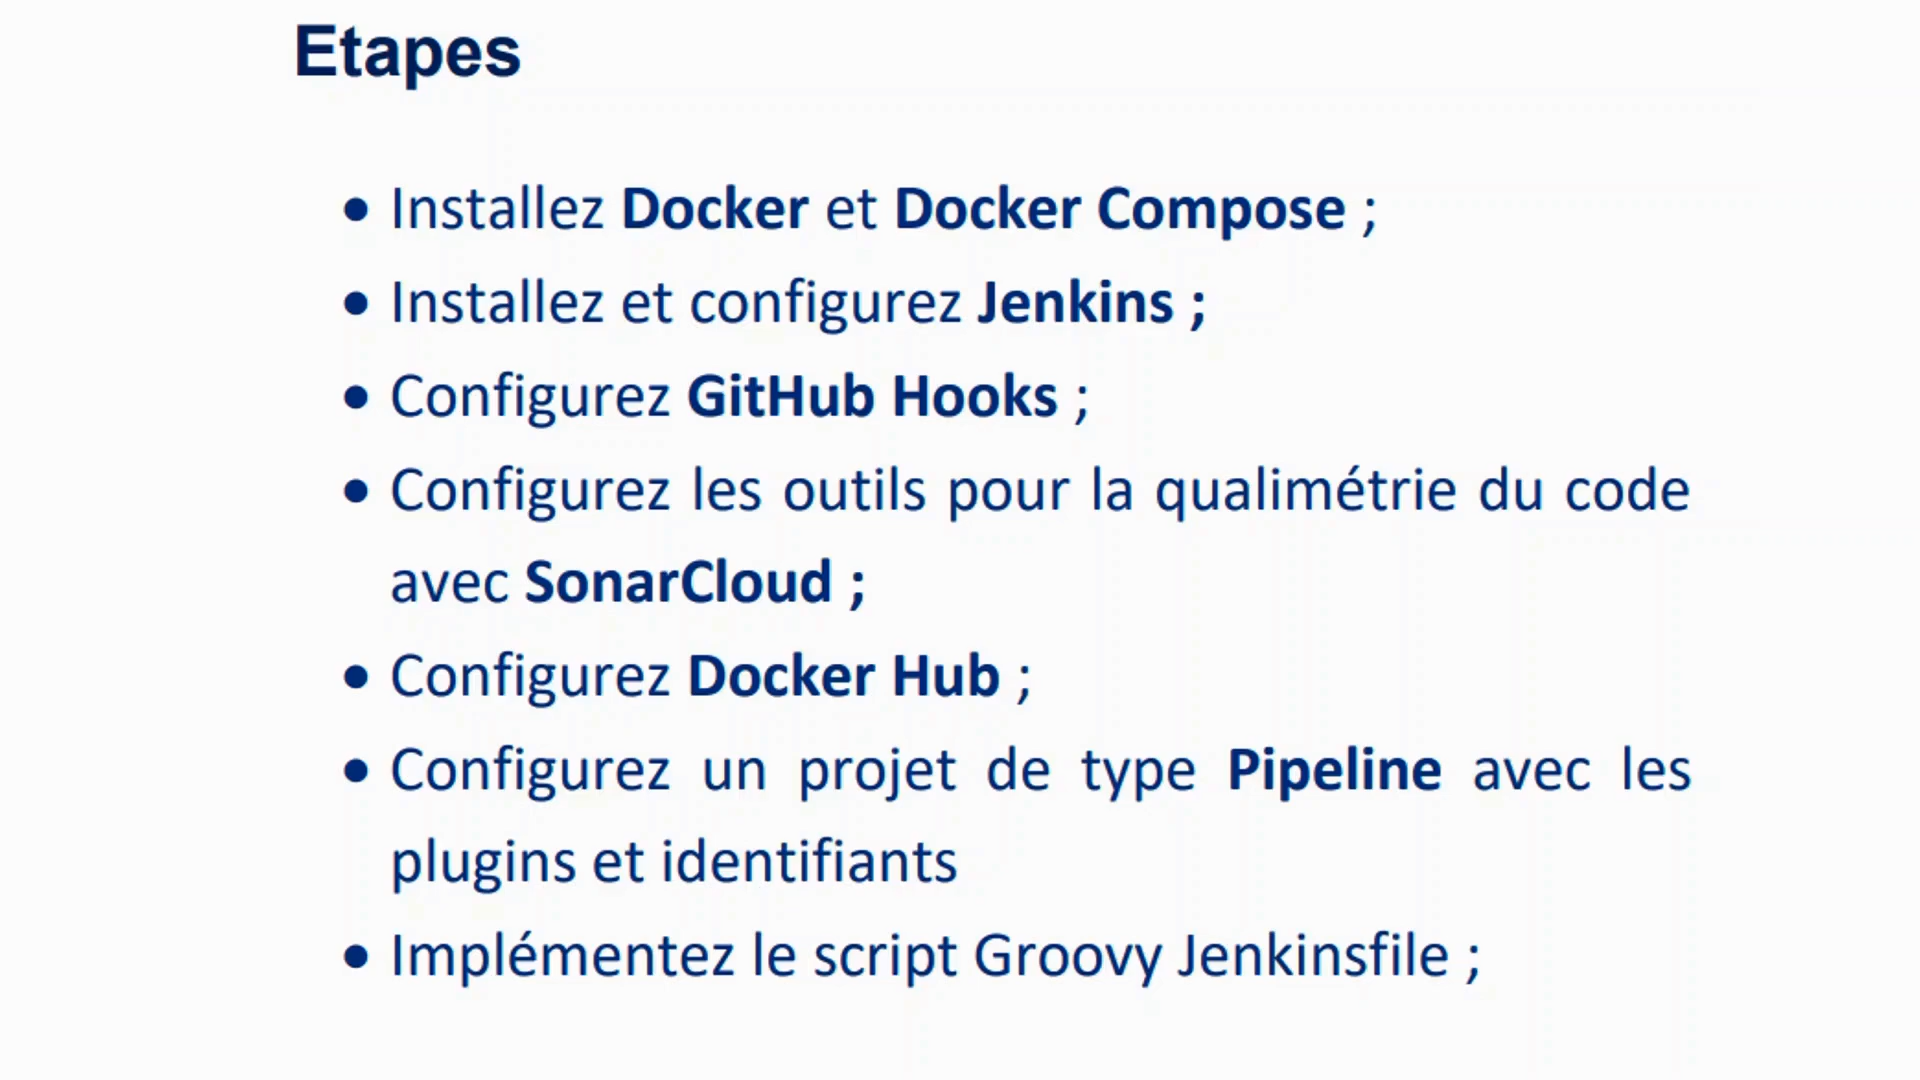 Etapes
• Installez Docker et Docker Compose ;
• Installez et configurez Jenkins ;
• Configurez GitHub Hooks ;
• Configurez les outils pour la qualimétrie du code
avec SonarCloud ;
• Configurez Docker Hub ;
• Configurez un projet de type Pipeline avec les
plugins et identifiants
• Implémentez le script Groovy Jenkinsfile ;